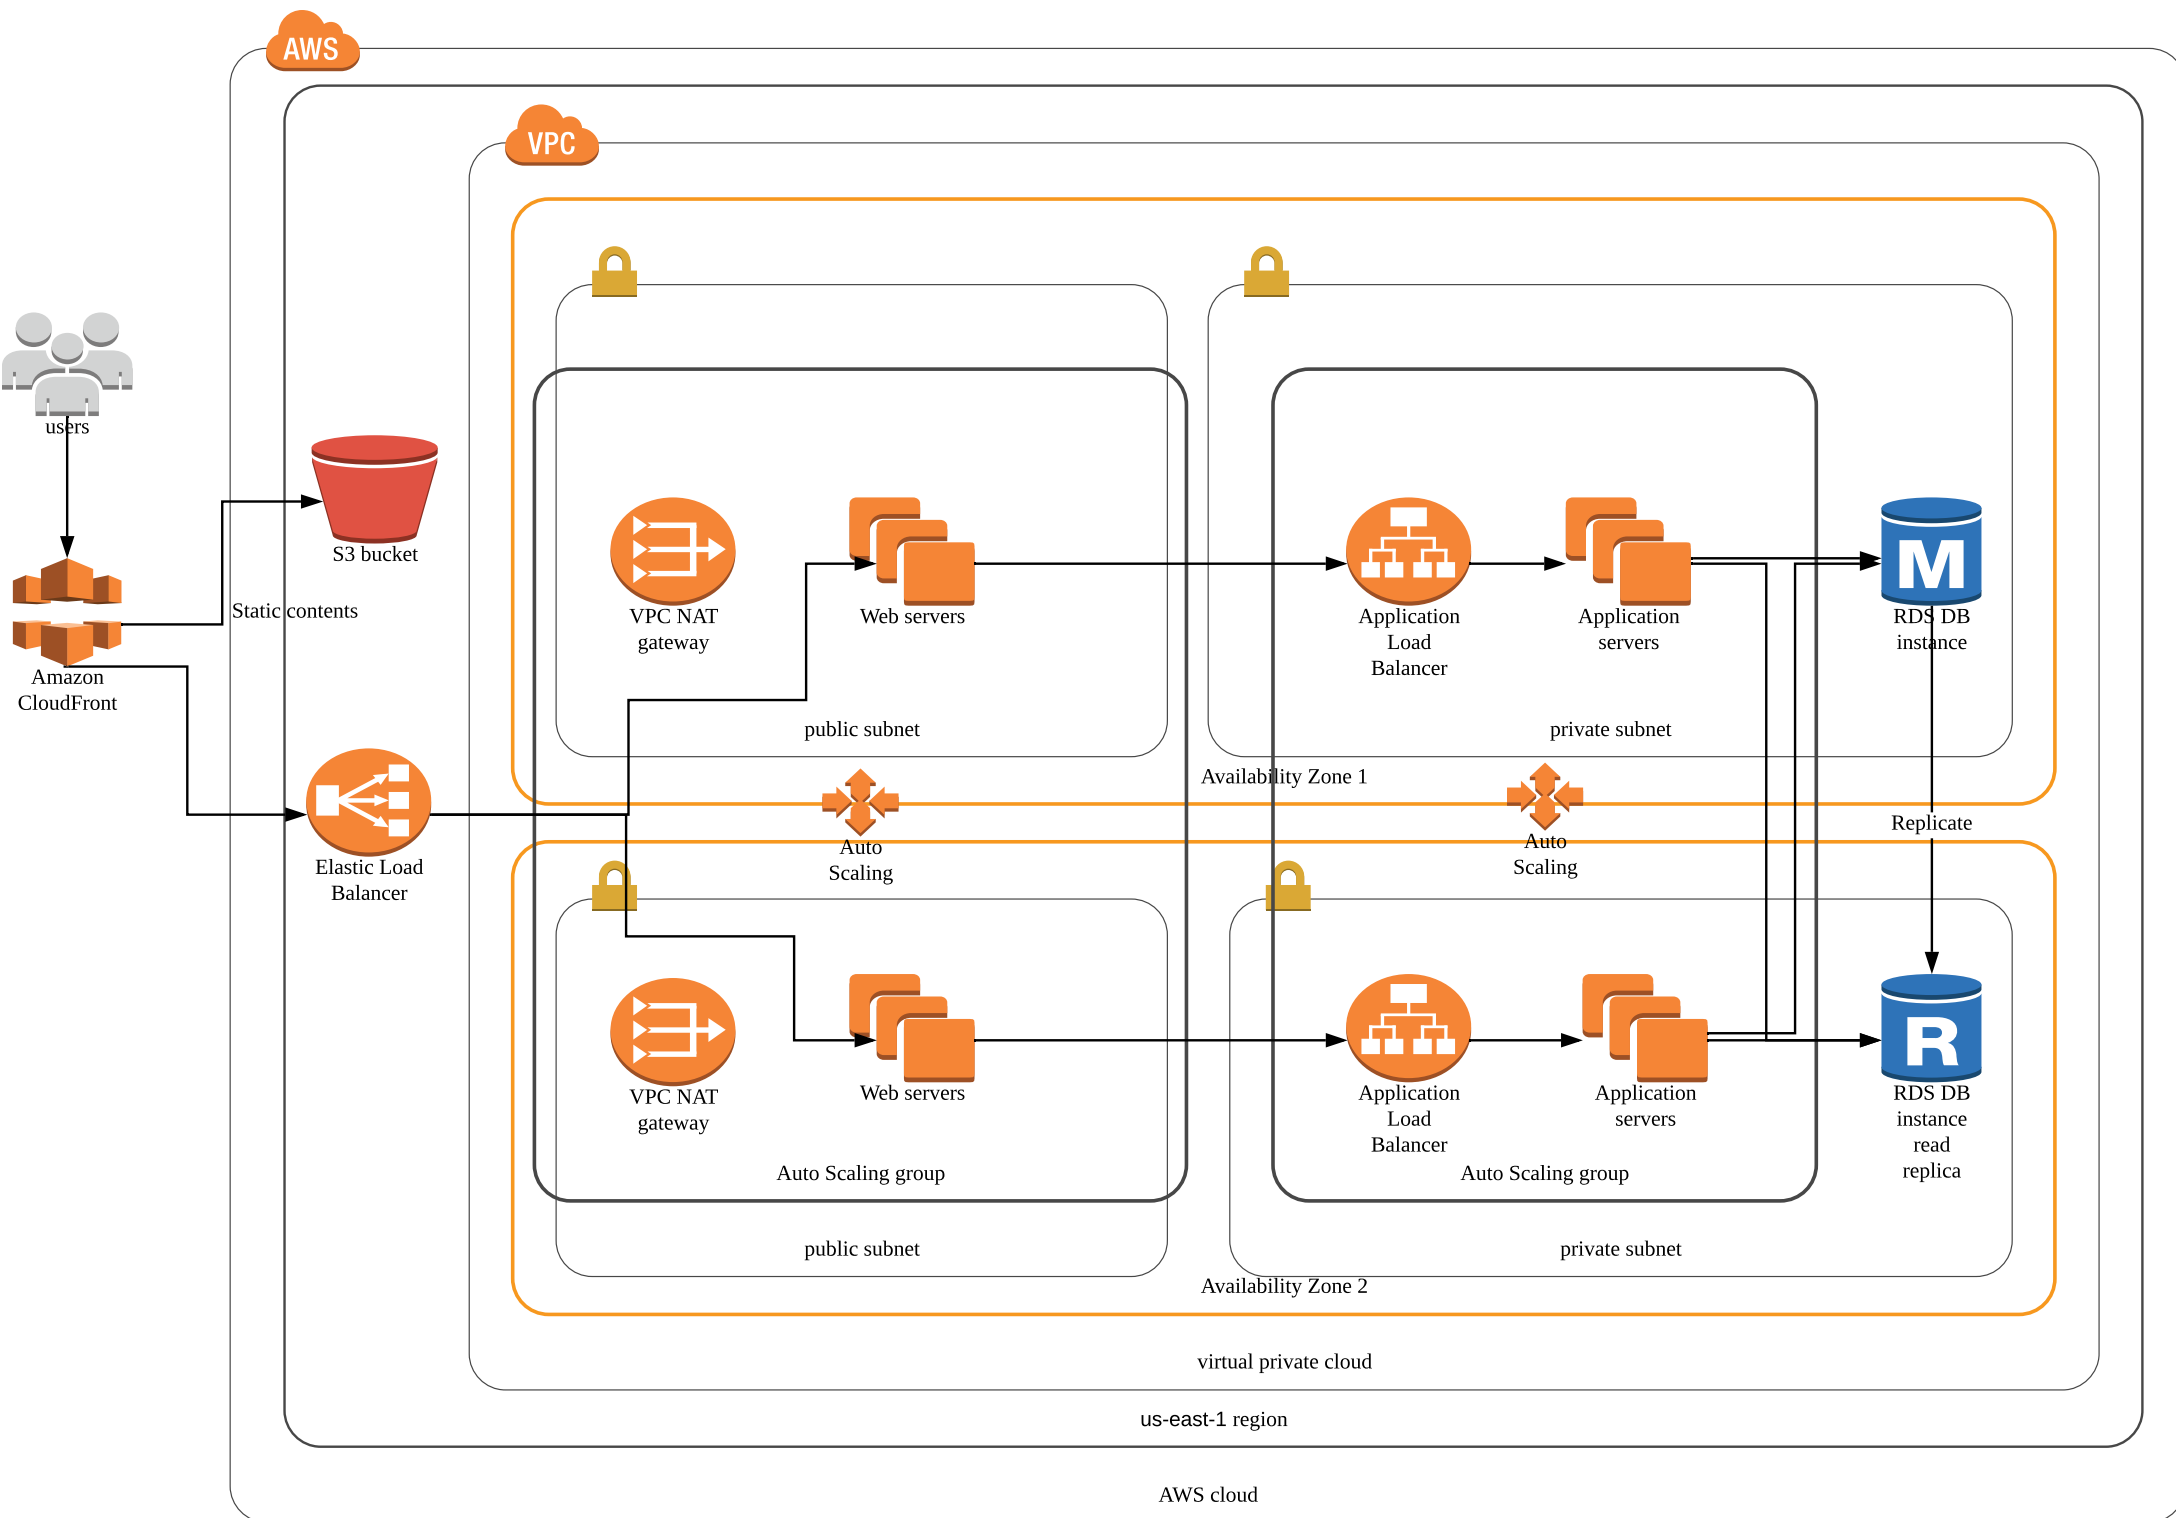 AWS
VPC
users
S3 bucket
Static contents
Amazon
CloudFront
Elastic Load
Balancer
VPC NAT
gateway
Web servers
public subnet
Application
Load
Balancer
Application
servers
M
RDS DB
instance
private subnet
Availability Zone 1
Auto
Scaling
Auto
Scaling
Replicate
VPC NAT
gateway
Web servers
Auto Scaling group
public subnet
Application
Load
Balancer
Application
servers
Auto Scaling group
R
RDS DB
instance
read
replica
private subnet
Availability Zone 2
virtual private cloud
us-east-1 region
AWS cloud